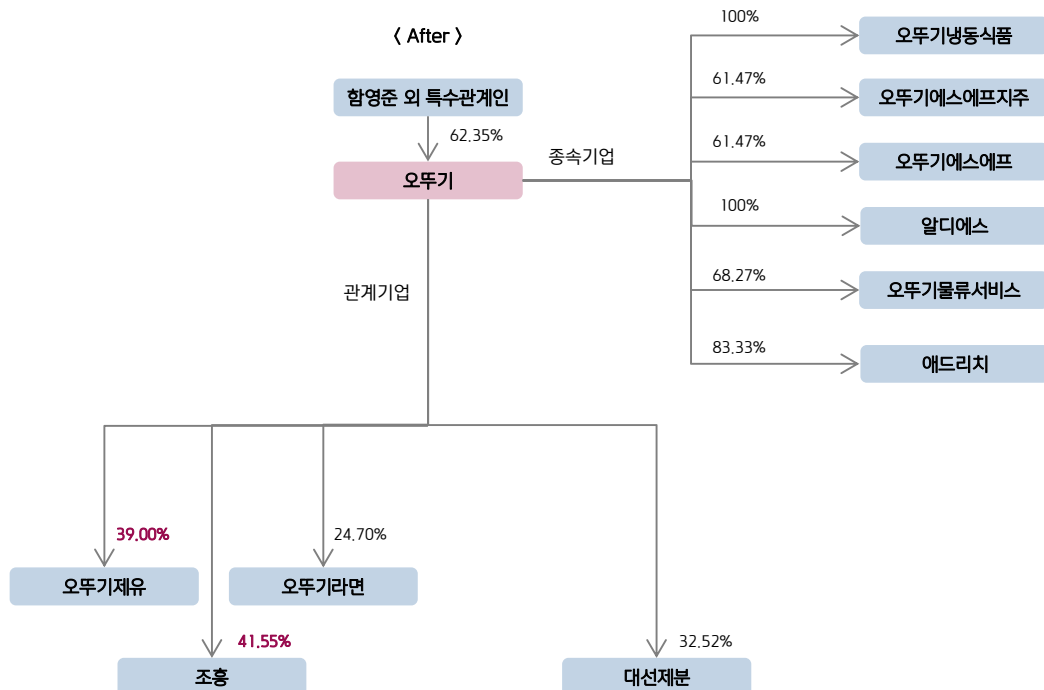 〈 After 〉
함영준 외 특수관계인
62.35%
오뚜기
종속기업
100%
오뚜기냉동식품
61.47%
오뚜기에스에프지주
61.47%
오뚜기에스에프
100%
알디에스
68.27%
오뚜기물류서비스
83.33%
애드리치
관계기업
39.00%
오뚜기제유
24.70%
오뚜기라면
41.55%
조흥
32.52%
대선제분